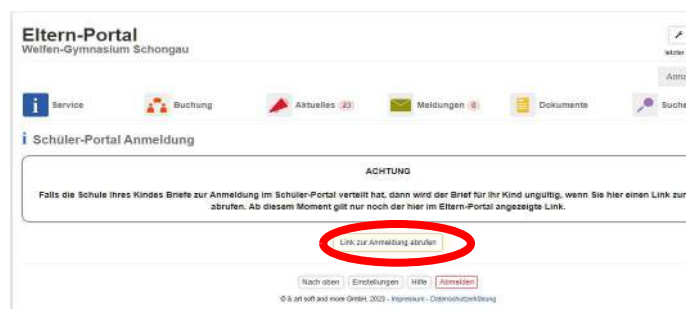 Eltern-Portal
Welfen-Gymnasium Schongau
letzter
Service
Buchung
Aktuelles 23
Meldungen 0
Dokumente
Suche
i Schüler-Portal Anmeldung
ACHTUNG
Falls die Schule Ihres Kindes Briefe zur Anmeldung im Schüler-Portal verteilt hat, dann wird der Brief für Ihr Kind ungültig, wenn Sie hier einen Link zur
abrufen. Ab diesem Moment gilt nur noch der hier im Eltern-Portal angezeigte Link.
Link zur Anmeldung abrufen
Nach oben Einstellungen Hilfe Abmelden
© & art soft and more GmbH, 2023 - Impressum - Datenschutzerklärung